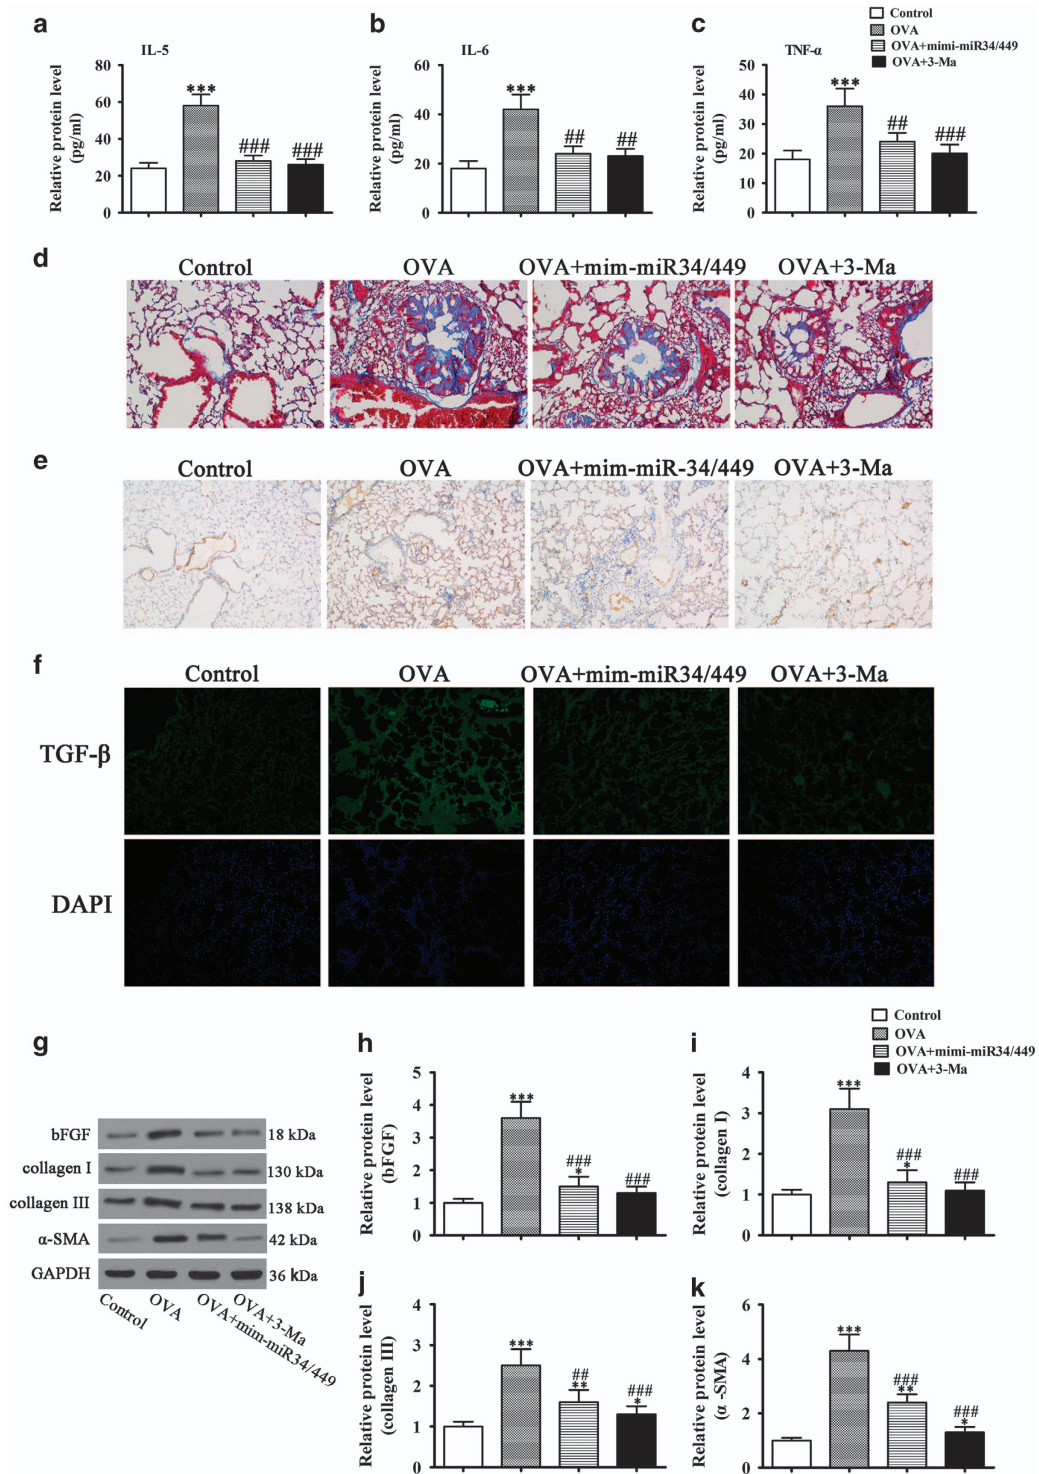 a
b
c
Control
OVA
OVA+mimi-miR34/449
OVA+3-Ma
IL-5
IL-6
TNF-α
Relative protein level
(pg/ml)
80
60
40
20
0
***
###
###
Relative protein level
(pg/ml)
60
40
20
0
***
##
##
Relative protein level
(pg/ml)
50
40
30
20
10
0
***
##
###
d
Control
OVA
OVA+mim-miR34/449
OVA+3-Ma
e
Control
OVA
OVA+mim-miR-34/449
OVA+3-Ma
f
Control
OVA
OVA+mim-miR34/449
OVA+3-Ma
TGF-β
DAPI
g
bFGF
18 kDa
collagen I
130 kDa
collagen III
138 kDa
α-SMA
42 kDa
GAPDH
36 kDa
Control
OVA
OVA+mim-miR34/449
OVA+3-Ma
h
Relative protein level
(bFGF)
5
4
3
2
1
0
***
###
*
###
i
Control
OVA
OVA+mimi-miR34/449
OVA+3-Ma
Relative protein level
(collagen I)
4
3
2
1
0
***
###
*
###
j
Relative protein level
(collagen III)
4
3
2
1
0
***
##
**
###
*
k
Relative protein level
(α -SMA)
6
4
2
0
***
###
**
###
*